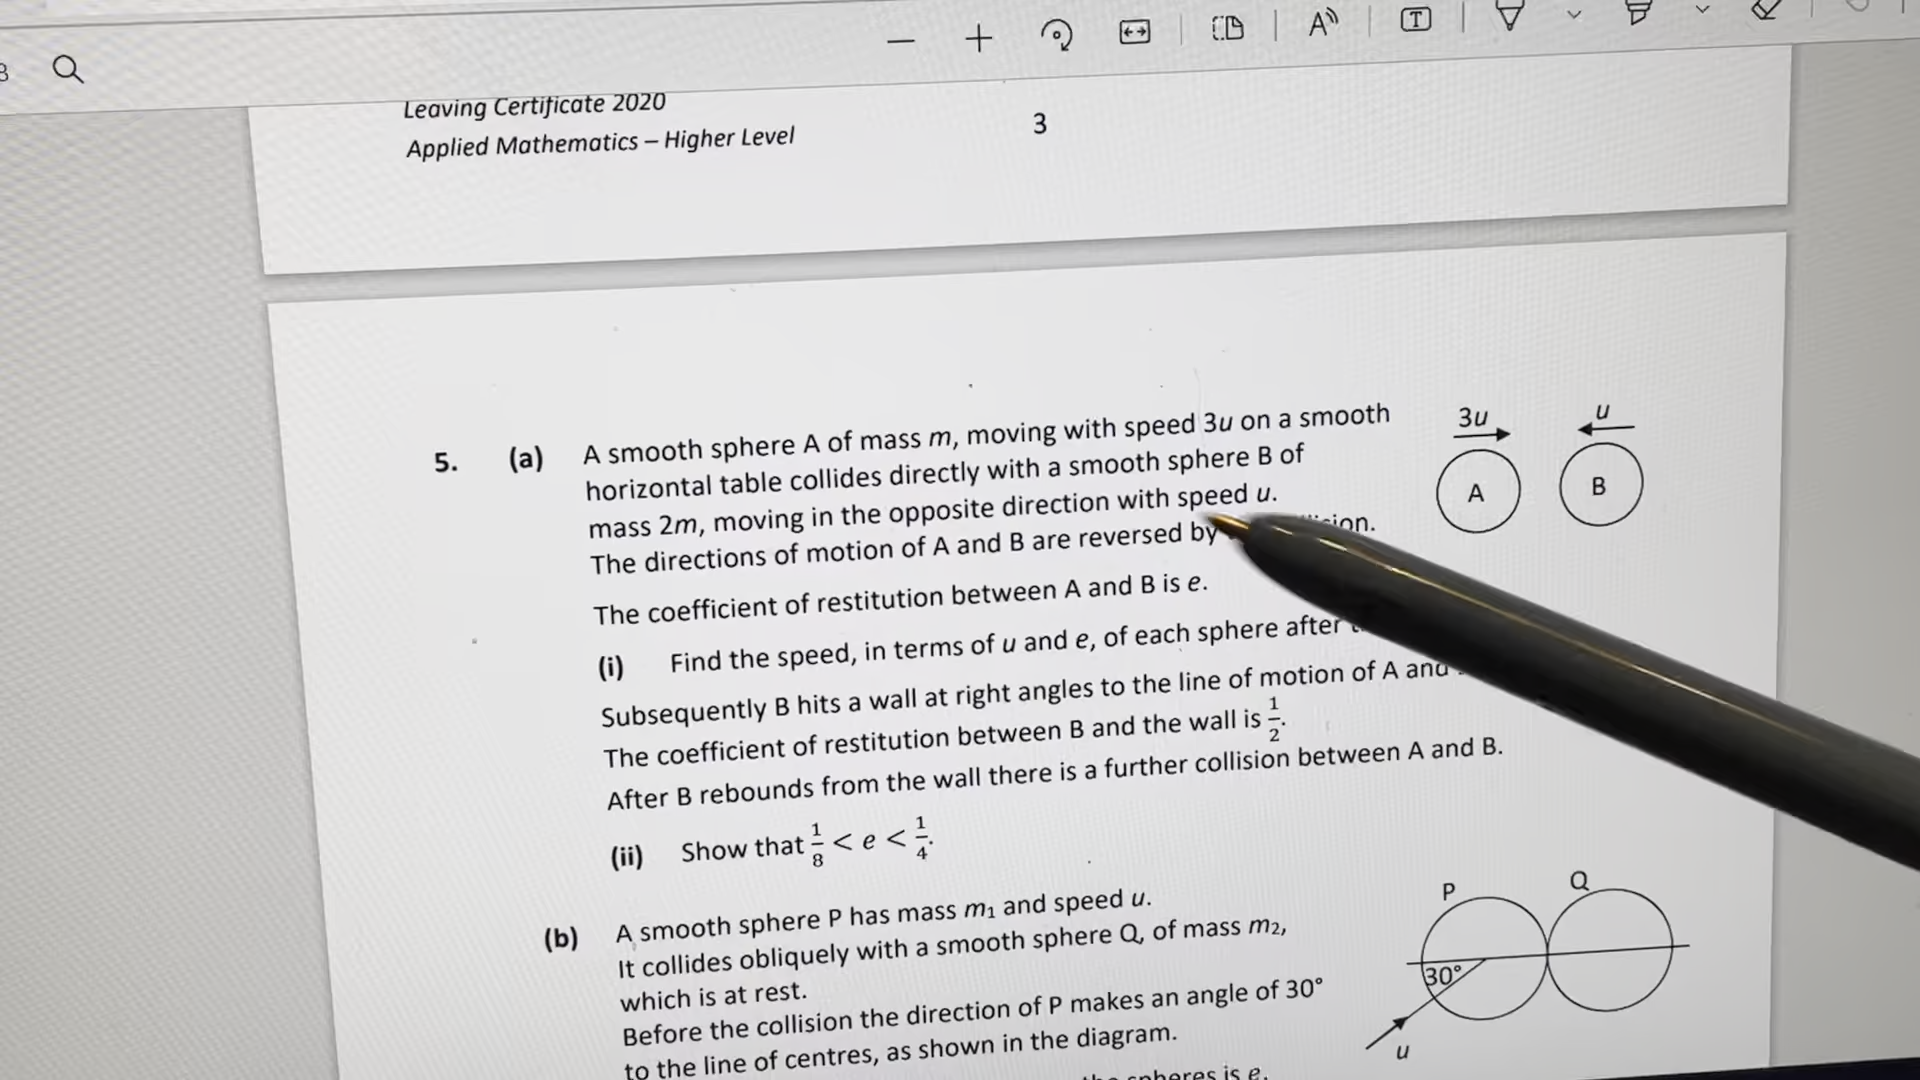 3
Leaving Certificate 2020
Applied Mathematics – Higher Level
3
5. (a) A smooth sphere A of mass m, moving with speed 3u on a smooth
horizontal table collides directly with a smooth sphere B of
mass 2m, moving in the opposite direction with speed u.
The directions of motion of A and B are reversed by
3u
u
A
B
The coefficient of restitution between A and B is e.
(i) Find the speed, in terms of u and e, of each sphere after
Subsequently B hits a wall at right angles to the line of motion of A and
The coefficient of restitution between B and the wall is 1/2.
After B rebounds from the wall there is a further collision between A and B.
(ii) Show that 1/8 < e < 1/4.
(b) A smooth sphere P has mass m₁ and speed u.
It collides obliquely with a smooth sphere Q, of mass m₂,
which is at rest.
Before the collision the direction of P makes an angle of 30°
to the line of centres, as shown in the diagram.
spheres is e.
P
Q
30°
u